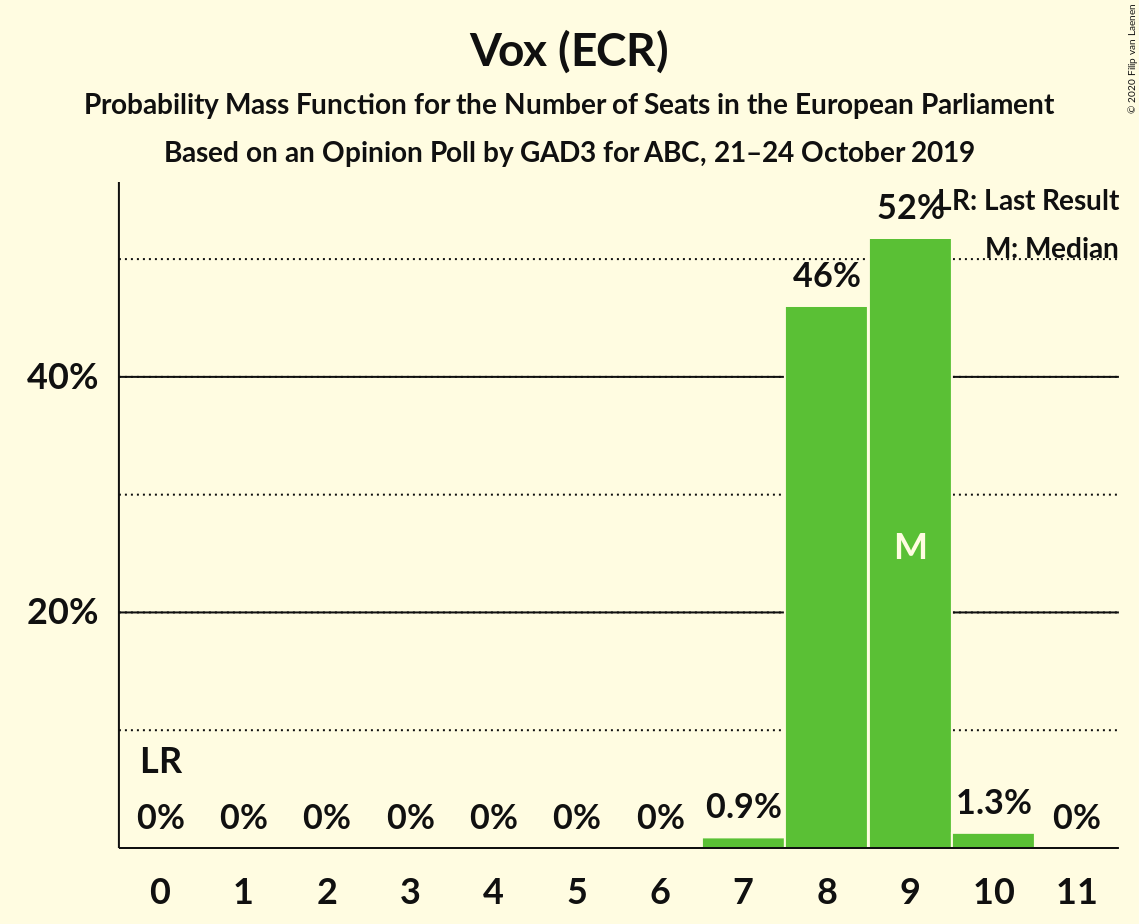 Vox (ECR)
Probability Mass Function for the Number of Seats in the European Parliament
Based on an Opinion Poll by GAD3 for ABC, 21–24 October 2019
© 2020 Filip van Laenen
LR: Last Result
M: Median
52%
46%
40%
M
20%
LR
0% 0% 0% 0% 0% 0% 0% 0.9% 1.3% 0%
0 1 2 3 4 5 6 7 8 9 10 11